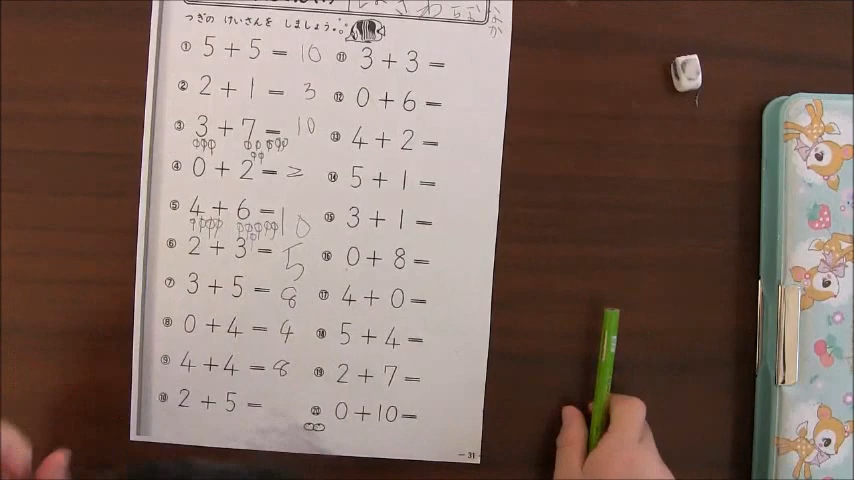 つぎの けいさんを しましょう。
① 5+5= 10
② 2+1= 3
③ 3+7= 10
④ 0+2= 2
⑤ 4+6= 10
⑥ 2+3= 5
⑦ 3+5= 8
⑧ 0+4= 4
⑨ 4+4= 8
⑩ 2+5=
⑪ 3+3=
⑫ 0+6=
⑬ 4+2=
⑭ 5+1=
⑮ 3+1=
⑯ 0+8=
⑰ 4+0=
⑱ 5+4=
⑲ 2+7=
⑳ 0+10=
－31－